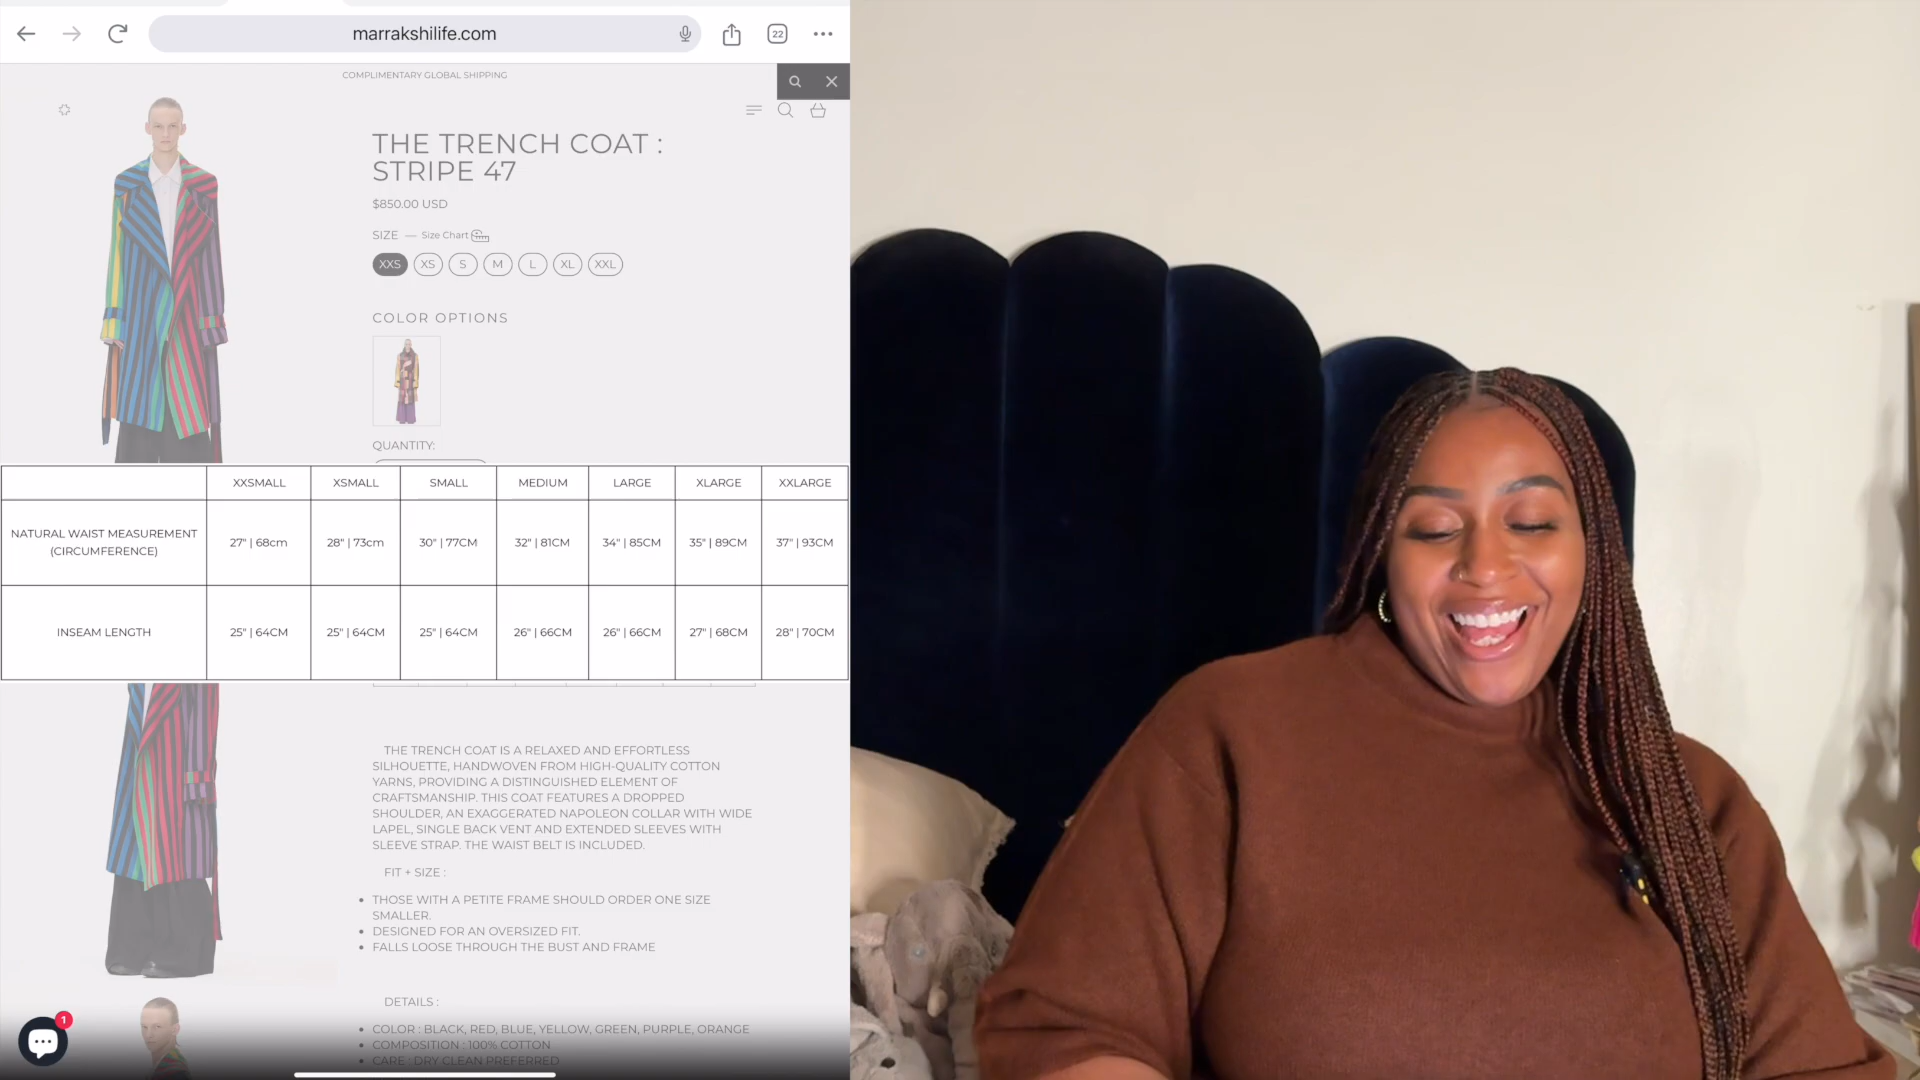 marrakshilife.com
22
COMPLIMENTARY GLOBAL SHIPPING
THE TRENCH COAT :
STRIPE 47
$850.00 USD
SIZE — Size Chart
XXS XS S M L XL XXL
COLOR OPTIONS
QUANTITY:
XXSMALL XSMALL SMALL MEDIUM LARGE XLARGE XXLARGE
NATURAL WAIST MEASUREMENT
(CIRCUMFERENCE)
27" | 68cm 28" | 73cm 30" | 77CM 32" | 81CM 34" | 85CM 35" | 89CM 37" | 93CM
INSEAM LENGTH 25" | 64CM 25" | 64CM 25" | 64CM 26" | 66CM 26" | 66CM 27" | 68CM 28" | 70CM
THE TRENCH COAT IS A RELAXED AND EFFORTLESS
SILHOUETTE, HANDWOVEN FROM HIGH-QUALITY COTTON
YARNS, PROVIDING A DISTINGUISHED ELEMENT OF
CRAFTSMANSHIP. THIS COAT FEATURES A DROPPED
SHOULDER, AN EXAGGERATED NAPOLEON COLLAR WITH WIDE
LAPEL, SINGLE BACK VENT AND EXTENDED SLEEVES WITH
SLEEVE STRAP. THE WAIST BELT IS INCLUDED.
FIT + SIZE :
• THOSE WITH A PETITE FRAME SHOULD ORDER ONE SIZE
SMALLER.
• DESIGNED FOR AN OVERSIZED FIT.
• FALLS LOOSE THROUGH THE BUST AND FRAME
DETAILS :
• COLOR : BLACK, RED, BLUE, YELLOW, GREEN, PURPLE, ORANGE
• COMPOSITION : 100% COTTON
• CARE : DRY CLEAN PREFERRED
1